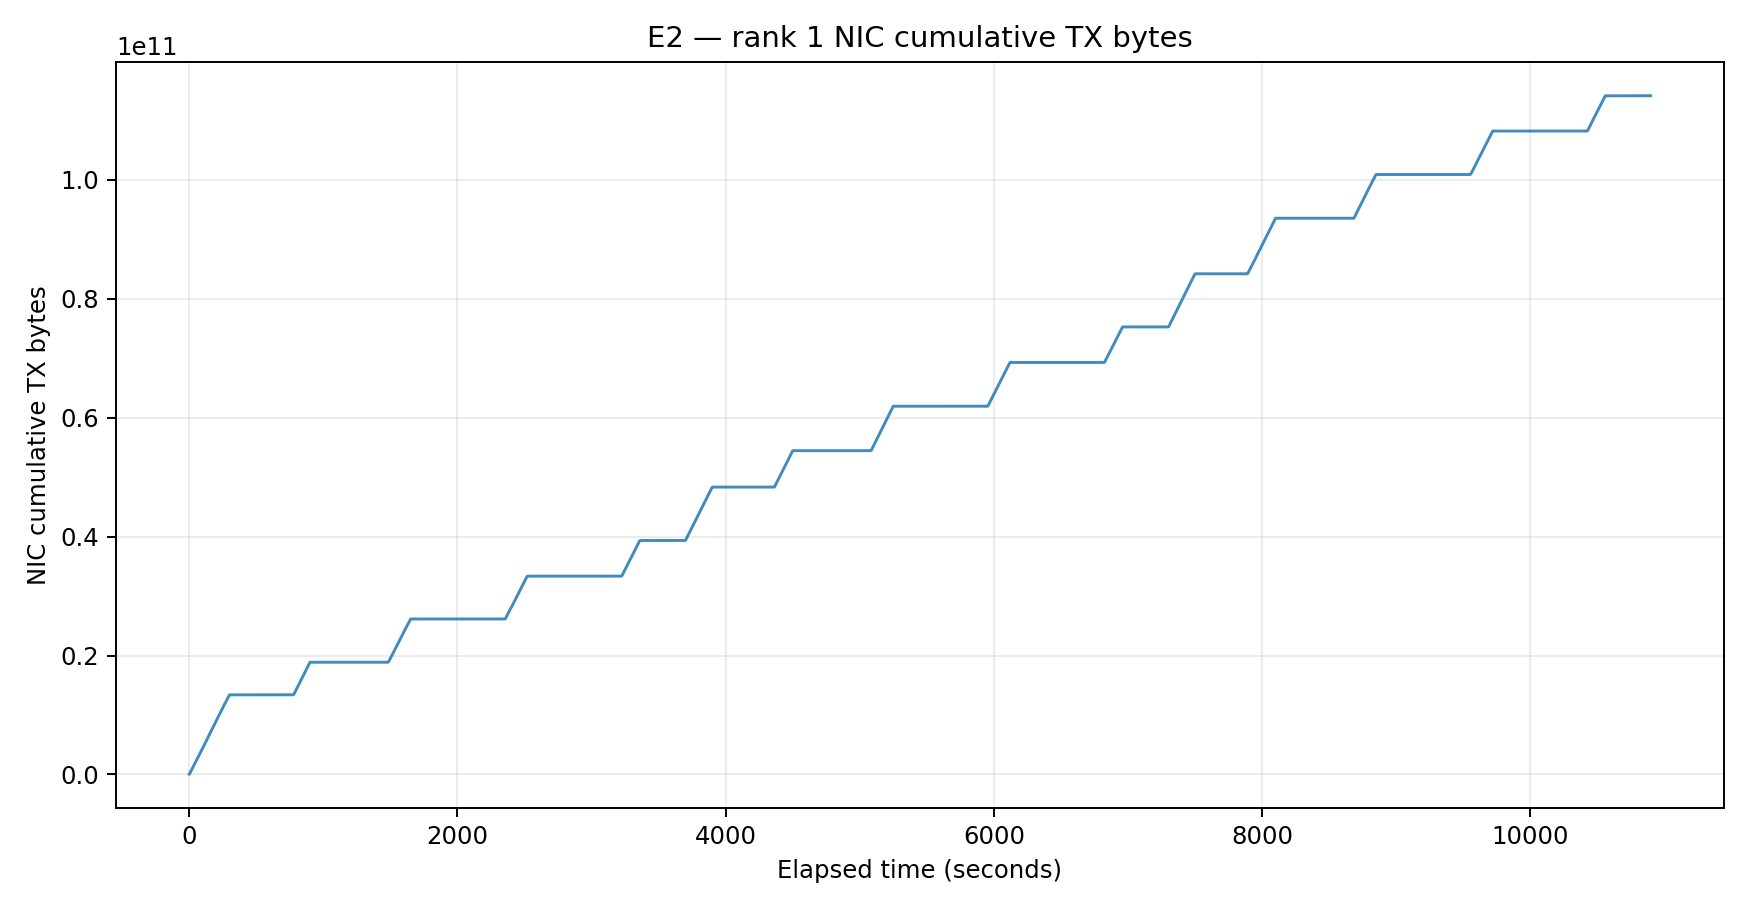 E2 — rank 1 NIC cumulative TX bytes
1e11
NIC cumulative TX bytes
1.0
0.8
0.6
0.4
0.2
0.0
0 2000 4000 6000 8000 10000
Elapsed time (seconds)